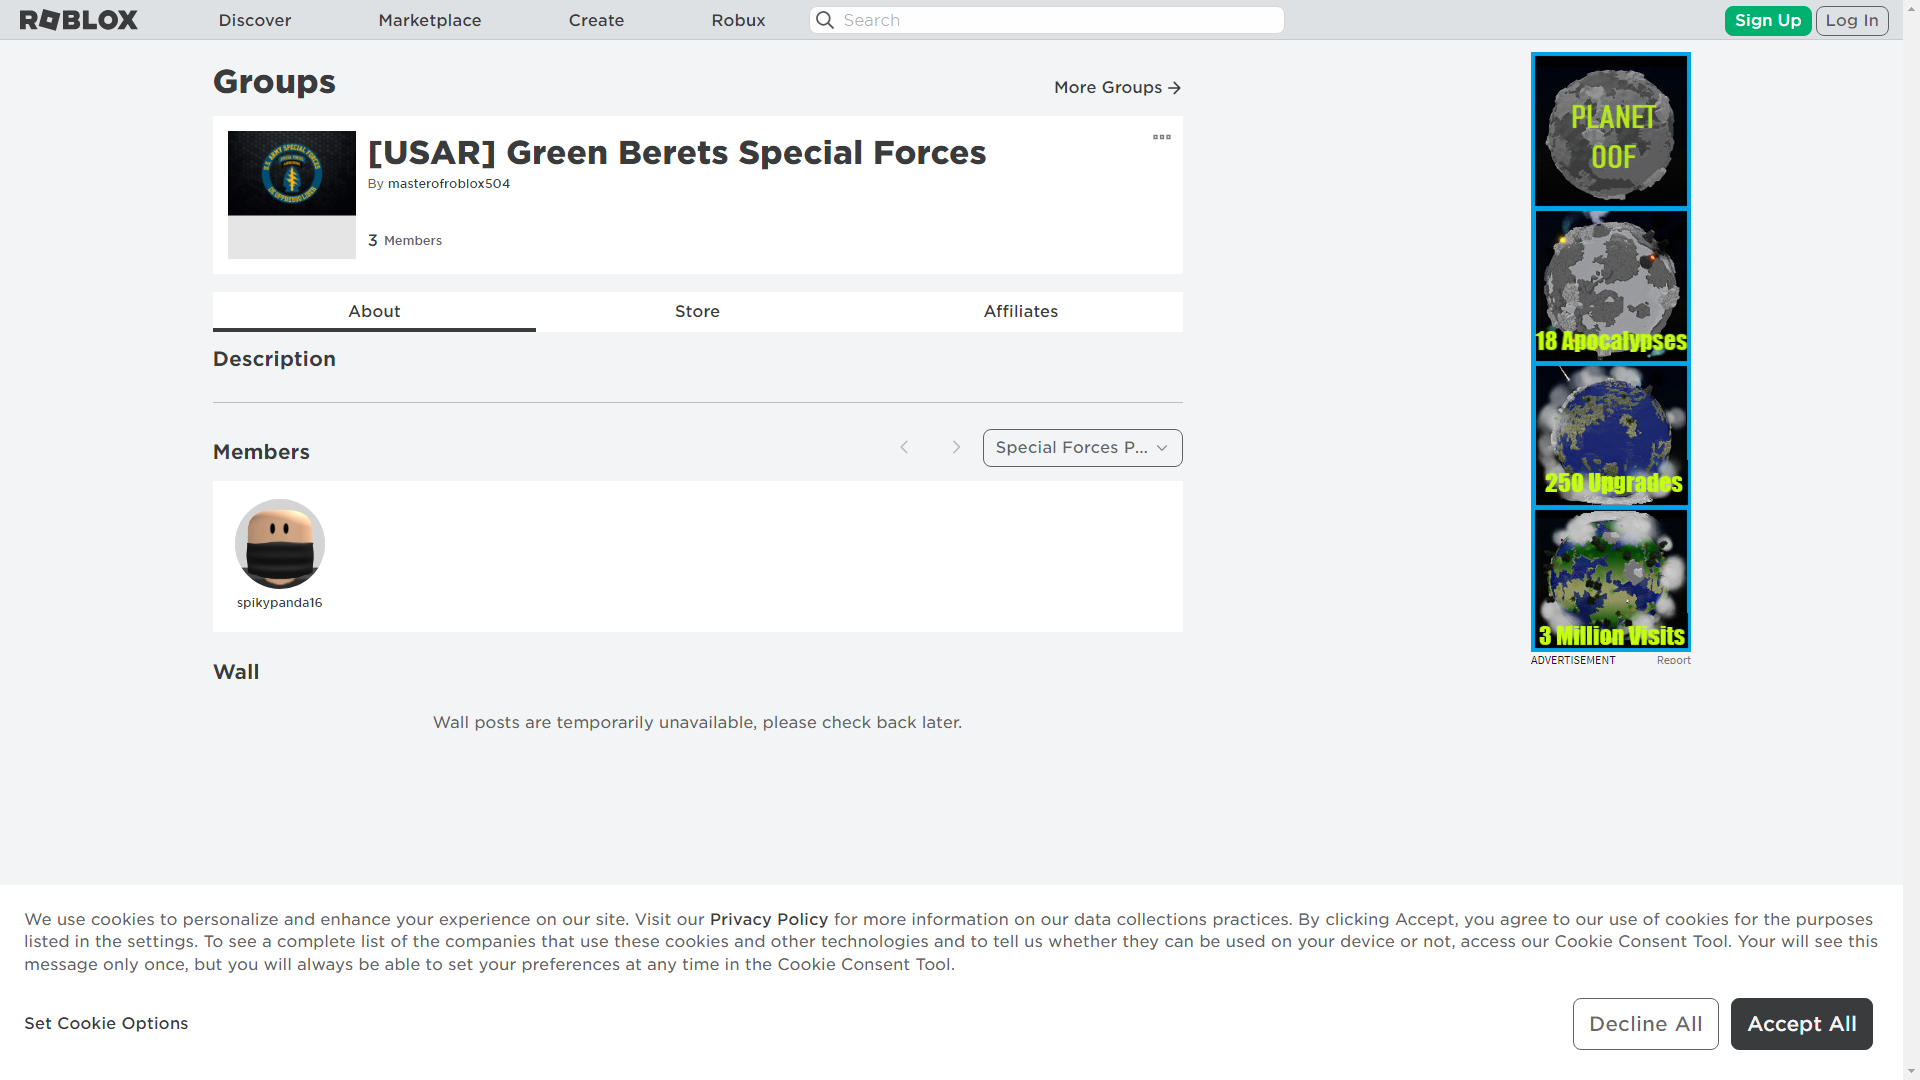 ROBLOX
Discover
Marketplace
Create
Robux
Search
Sign Up
Log In
Groups
More Groups
[USAR] Green Berets Special Forces
By masterofroblox504
3 Members
U.S. ARMY SPECIAL FORCES
DE OPPRESSO LIBER
About
Store
Affiliates
Description
Members
Special Forces P...
spikypanda16
Wall
Wall posts are temporarily unavailable, please check back later.
PLANET
OOF
18 Apocalypses
250 Upgrades
3 Million Visits
ADVERTISEMENT
Report
We use cookies to personalize and enhance your experience on our site. Visit our Privacy Policy for more information on our data collections practices. By clicking Accept, you agree to our use of cookies for the purposes
listed in the settings. To see a complete list of the companies that use these cookies and other technologies and to tell us whether they can be used on your device or not, access our Cookie Consent Tool. Your will see this
message only once, but you will always be able to set your preferences at any time in the Cookie Consent Tool.
Set Cookie Options
Decline All
Accept All